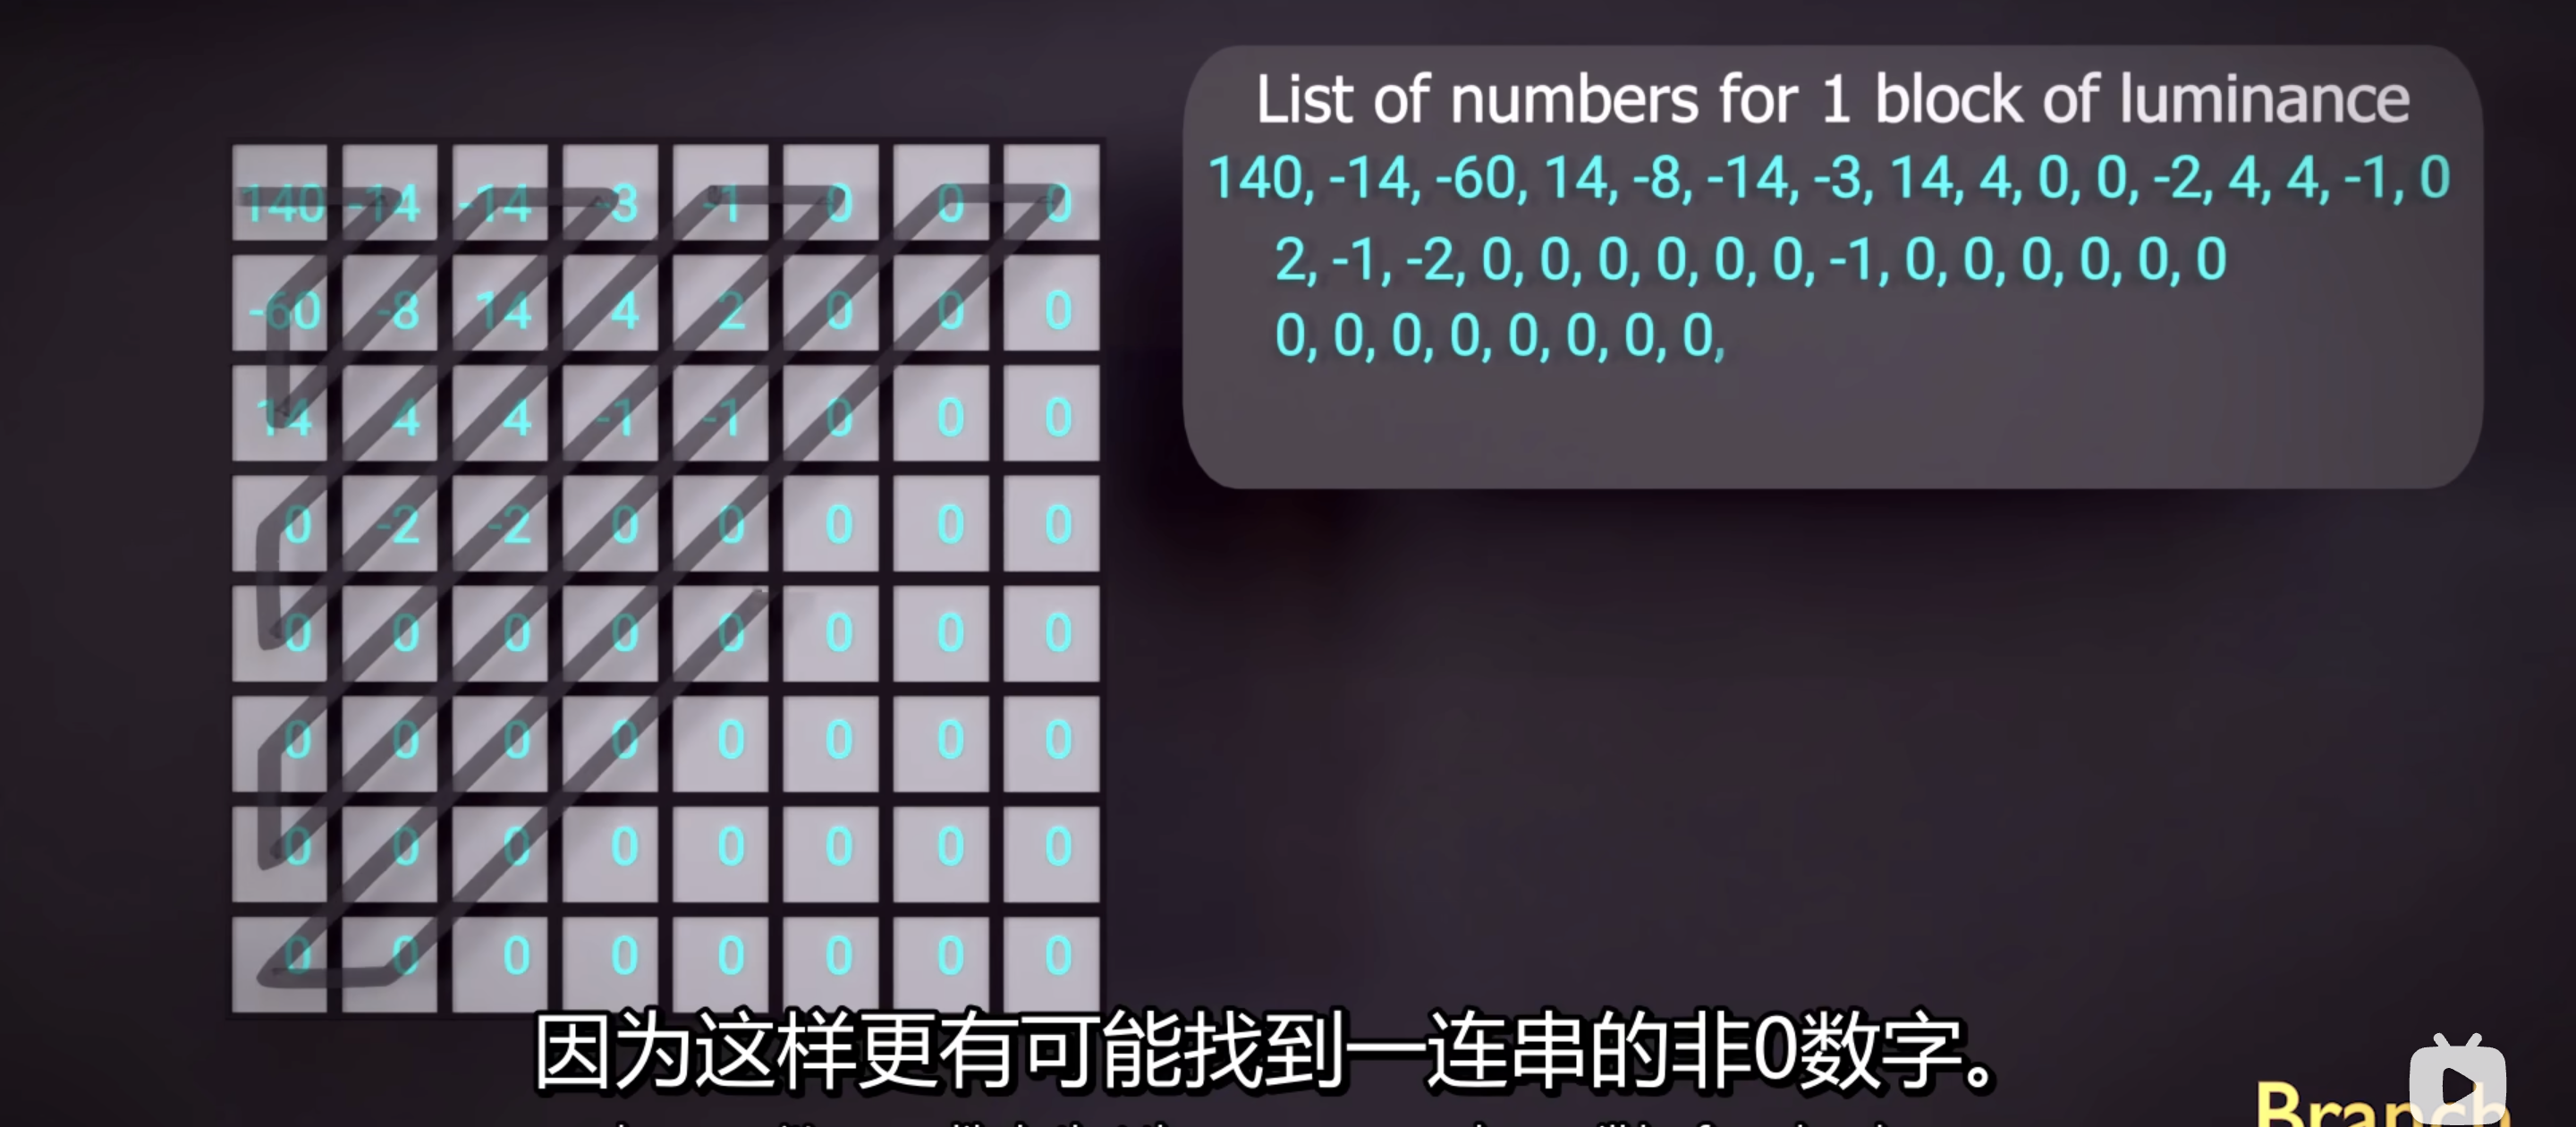 List of numbers for 1 block of luminance
140, -14, -60, 14, -8, -14, -3, 14, 4, 0, 0, -2, 4, 4, -1, 0
2, -1, -2, 0, 0, 0, 0, 0, 0, -1, 0, 0, 0, 0, 0, 0
0, 0, 0, 0, 0, 0, 0, 0,
140 -14 -14 -3 -1 0 0 0
-60 -8 14 4 2 0 0 0
14 4 4 -1 -1 0 0 0
0 -2 -2 0 0 0 0 0
0 0 0 0 0 0 0 0
0 0 0 0 0 0 0 0
0 0 0 0 0 0 0 0
0 0 0 0 0 0 0 0
因为这样更有可能找到一连串的非0数字。
Branch